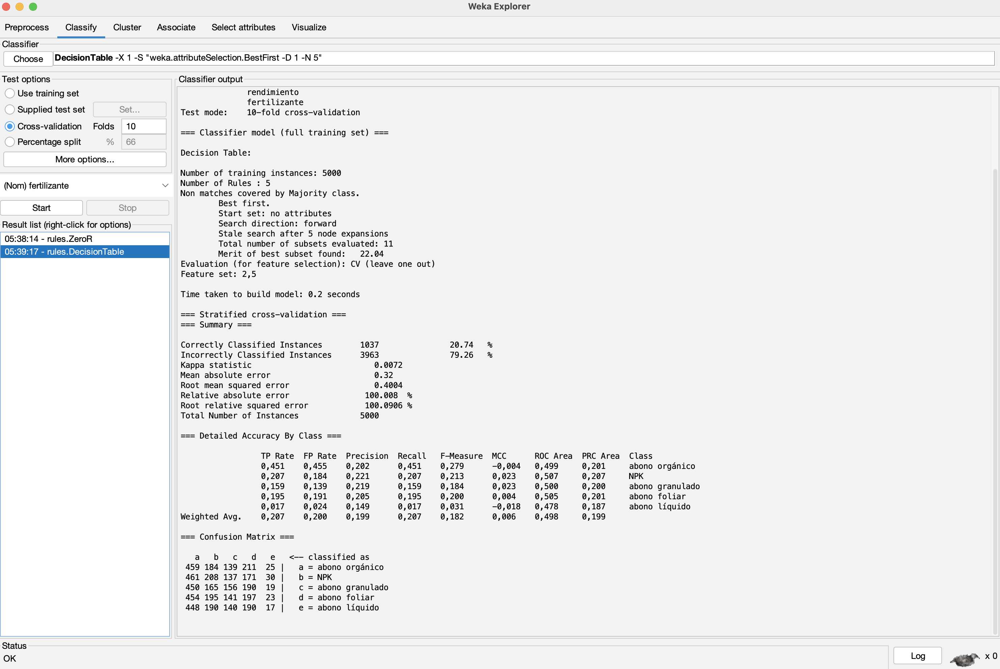 Weka Explorer
Preprocess Classify Cluster Associate Select attributes Visualize
Classifier
Choose DecisionTable -X 1 -S "weka.attributeSelection.BestFirst -D 1 -N 5"
Test options
Use training set
Supplied test set Set...
Cross-validation Folds 10
Percentage split % 66
More options...
(Nom) fertilizante
Start Stop
Result list (right-click for options)
05:38:14 - rules.ZeroR
05:39:17 - rules.DecisionTable
Classifier output
rendimiento
fertilizante
Test mode: 10-fold cross-validation
=== Classifier model (full training set) ===
Decision Table:
Number of training instances: 5000
Number of Rules : 5
Non matches covered by Majority class.
Best first.
Start set: no attributes
Search direction: forward
Stale search after 5 node expansions
Total number of subsets evaluated: 11
Merit of best subset found: 22.04
Evaluation (for feature selection): CV (leave one out)
Feature set: 2,5
Time taken to build model: 0.2 seconds
=== Stratified cross-validation ===
=== Summary ===
Correctly Classified Instances 1037 20.74 %
Incorrectly Classified Instances 3963 79.26 %
Kappa statistic 0.0072
Mean absolute error 0.32
Root mean squared error 0.4004
Relative absolute error 100.008 %
Root relative squared error 100.0906 %
Total Number of Instances 5000
=== Detailed Accuracy By Class ===
TP Rate FP Rate Precision Recall F-Measure MCC ROC Area PRC Area Class
0,451 0,455 0,202 0,451 0,279 -0,004 0,499 0,201 abono orgánico
0,207 0,184 0,221 0,207 0,213 0,023 0,507 0,207 NPK
0,159 0,139 0,219 0,159 0,184 0,023 0,500 0,200 abono granulado
0,195 0,191 0,205 0,195 0,200 0,004 0,505 0,201 abono foliar
0,017 0,024 0,149 0,017 0,031 -0,018 0,478 0,187 abono líquido
Weighted Avg. 0,207 0,200 0,199 0,207 0,182 0,006 0,498 0,199
=== Confusion Matrix ===
a b c d e <-- classified as
459 184 139 211 25 | a = abono orgánico
461 208 137 171 30 | b = NPK
450 165 156 190 19 | c = abono granulado
454 195 141 197 23 | d = abono foliar
448 190 140 190 17 | e = abono líquido
Status
OK
Log x 0